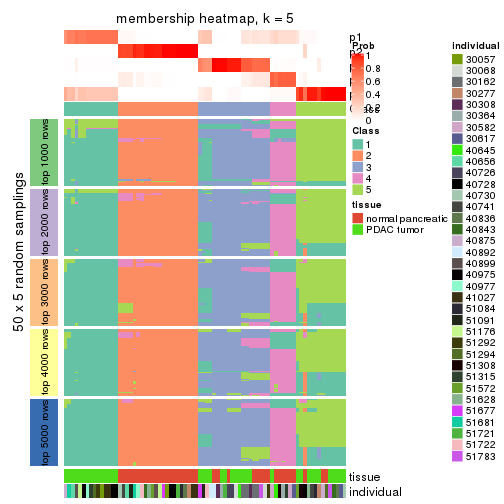 membership heatmap, k = 5
p1
Prob
1
0.8
0.6
0.4
0.2
0
Class
1
2
3
4
5
tissue
normal pancreatic
PDAC tumor
50 x 5 random samplings
top 1000 rows
top 2000 rows
top 3000 rows
top 4000 rows
top 5000 rows
tissue
individual
individual
30057
30068
30162
30277
30308
30364
30582
30617
40645
40656
40726
40728
40730
40741
40836
40843
40875
40892
40899
40975
40977
41027
51084
51091
51176
51292
51294
51308
51315
51572
51628
51677
51681
51721
51722
51783